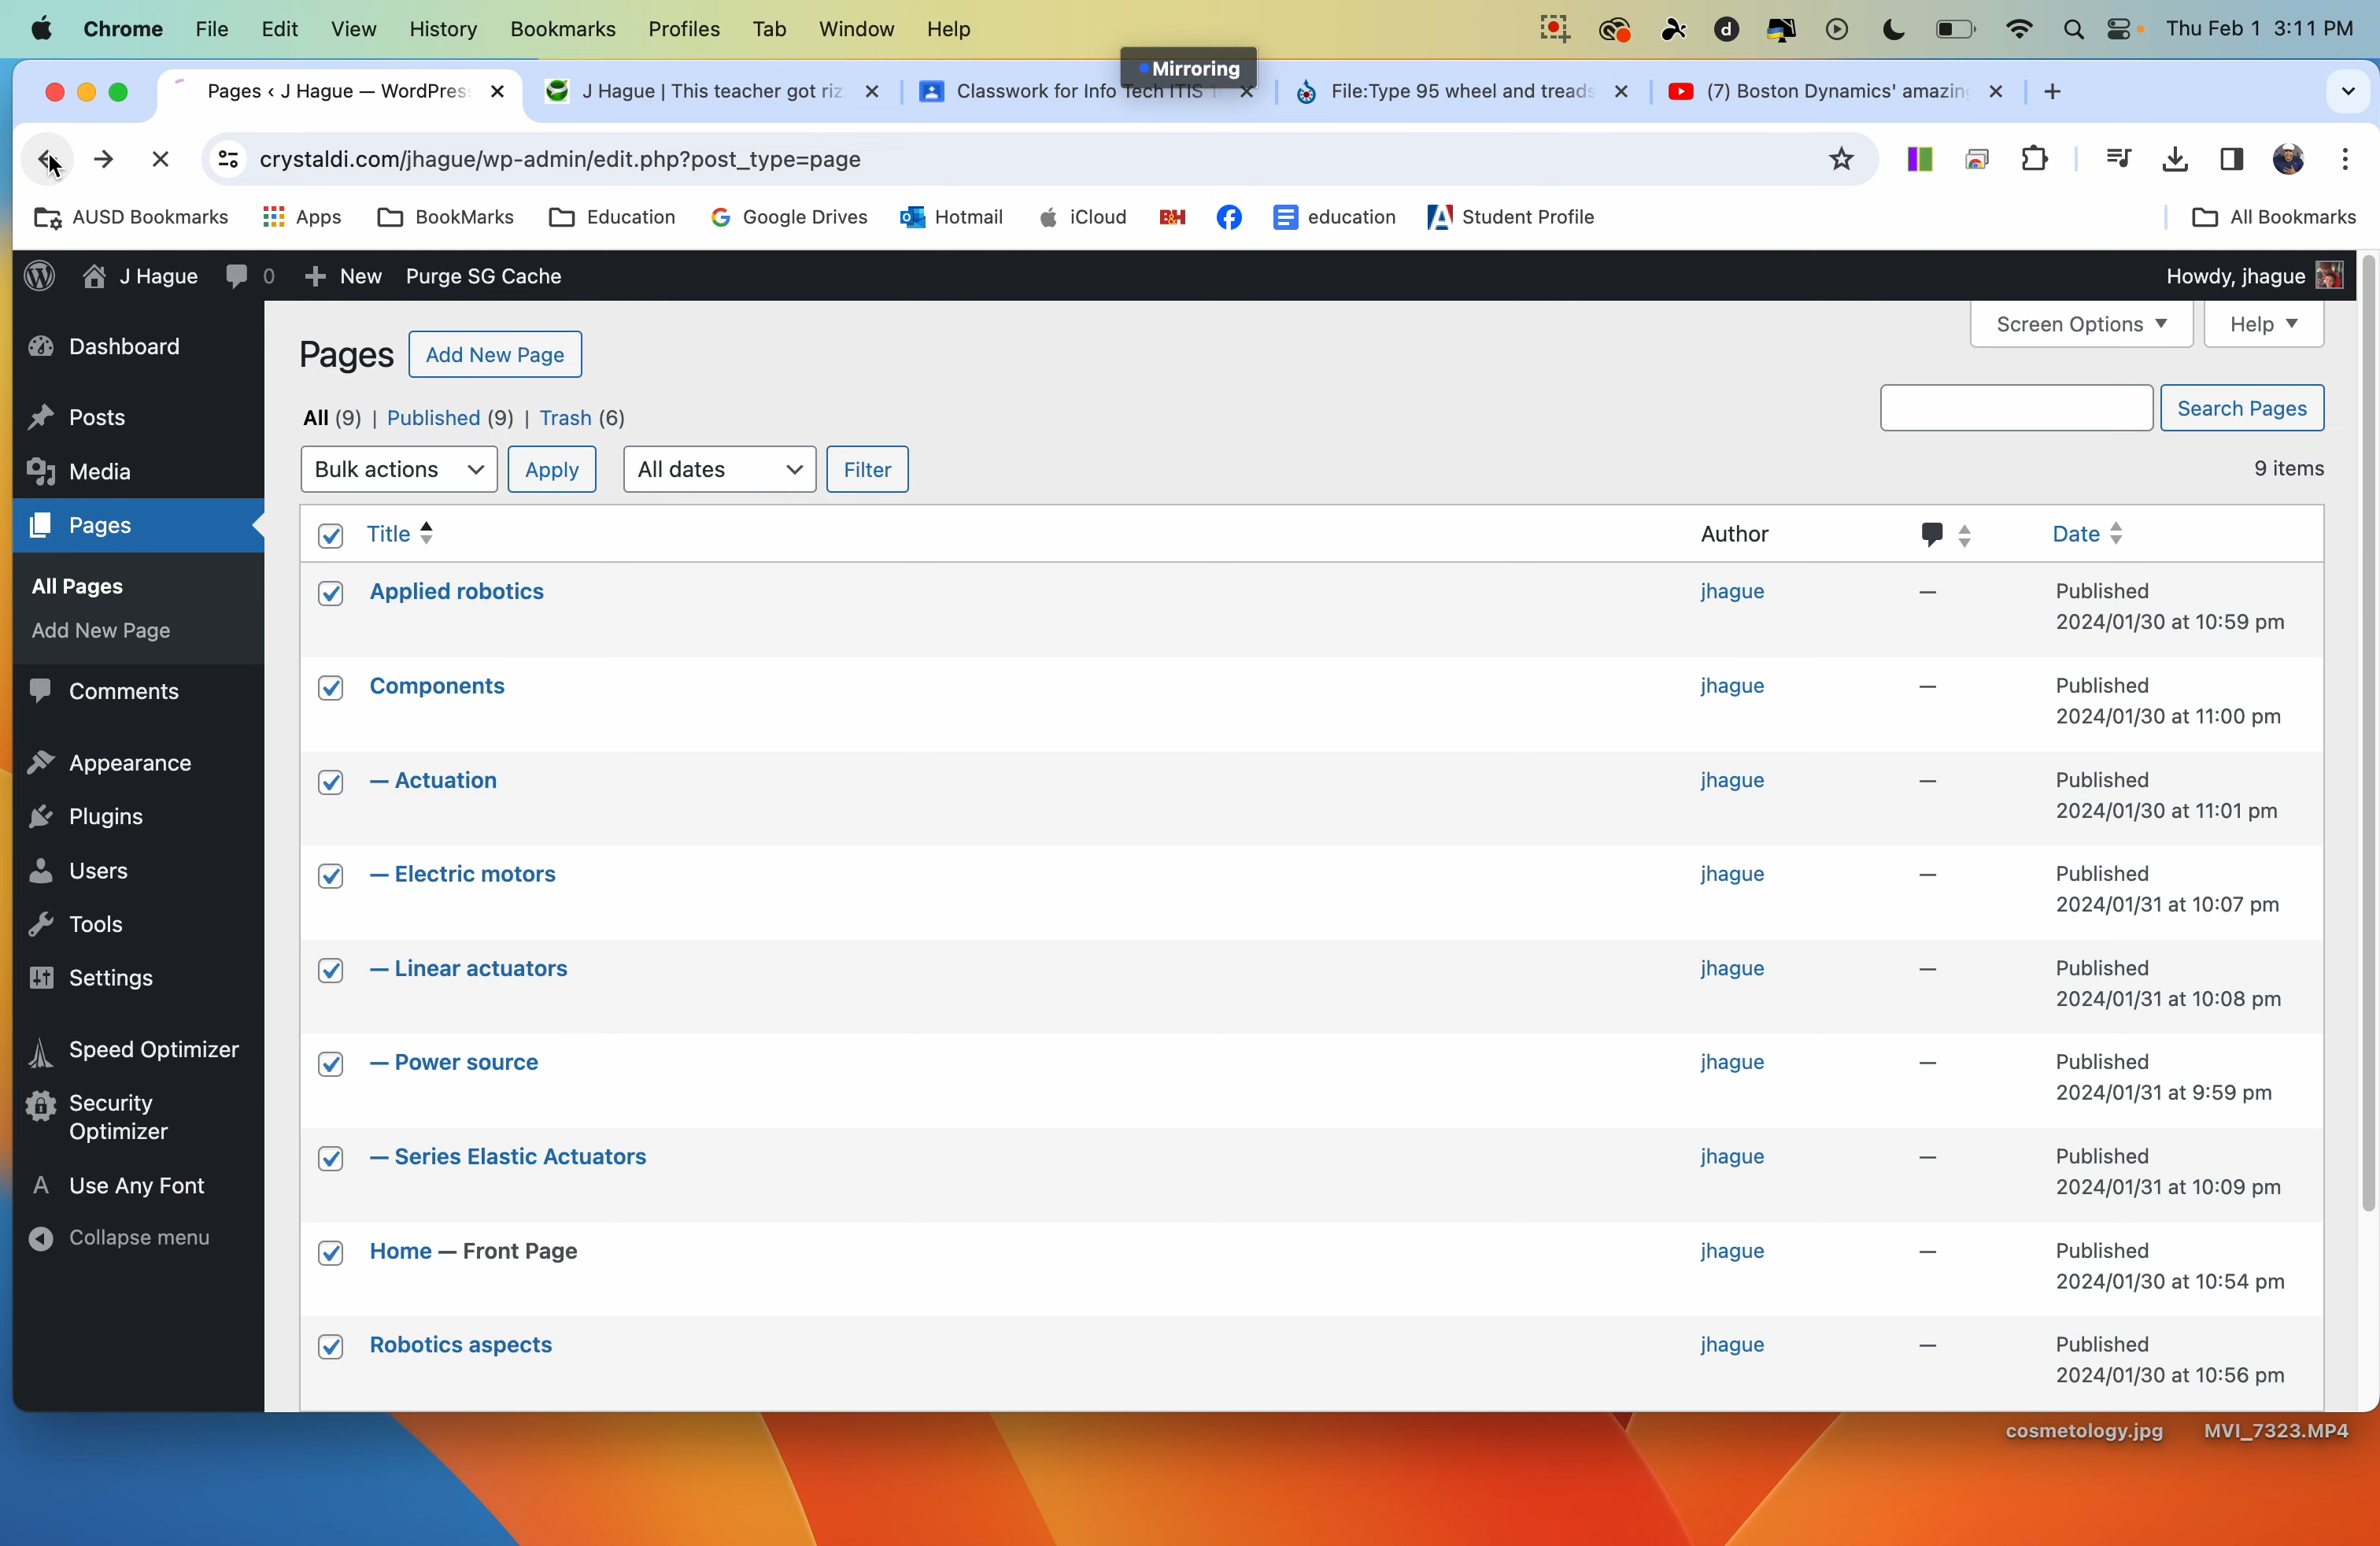 Chrome File Edit View History Bookmarks Profiles Tab Window Help Thu Feb 1 3:11 PM
Mirroring
Pages ‹ J Hague — WordPres J Hague | This teacher got riz Classwork for Info Tech ITIS 1 File:Type 95 wheel and treads (7) Boston Dynamics' amazin
crystaldi.com/jhague/wp-admin/edit.php?post_type=page
AUSD Bookmarks Apps BookMarks Education Google Drives Hotmail iCloud B&H education Student Profile All Bookmarks
J Hague 0 New Purge SG Cache Howdy, jhague
Dashboard
Posts
Media
Pages
All Pages
Add New Page
Comments
Appearance
Plugins
Users
Tools
Settings
Speed Optimizer
Security
Optimizer
Use Any Font
Collapse menu
Screen Options Help
Pages Add New Page
All (9) | Published (9) | Trash (6)
Search Pages
Bulk actions Apply All dates Filter 9 items
Title Author Date
Applied robotics jhague — Published
2024/01/30 at 10:59 pm
Components jhague — Published
2024/01/30 at 11:00 pm
— Actuation jhague — Published
2024/01/30 at 11:01 pm
— Electric motors jhague — Published
2024/01/31 at 10:07 pm
— Linear actuators jhague — Published
2024/01/31 at 10:08 pm
— Power source jhague — Published
2024/01/31 at 9:59 pm
— Series Elastic Actuators jhague — Published
2024/01/31 at 10:09 pm
Home — Front Page jhague — Published
2024/01/30 at 10:54 pm
Robotics aspects jhague — Published
2024/01/30 at 10:56 pm
cosmetology.jpg MVI_7323.MP4